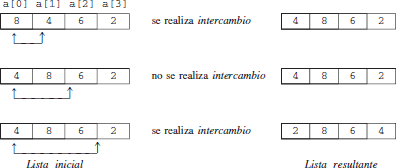 a[0] a[1] a[2] a[3]
8 4 6 2 se realiza intercambio 4 8 6 2
4 8 6 2 no se realiza intercambio 4 8 6 2
4 8 6 2 se realiza intercambio 2 8 6 4
Lista inicial Lista resultante